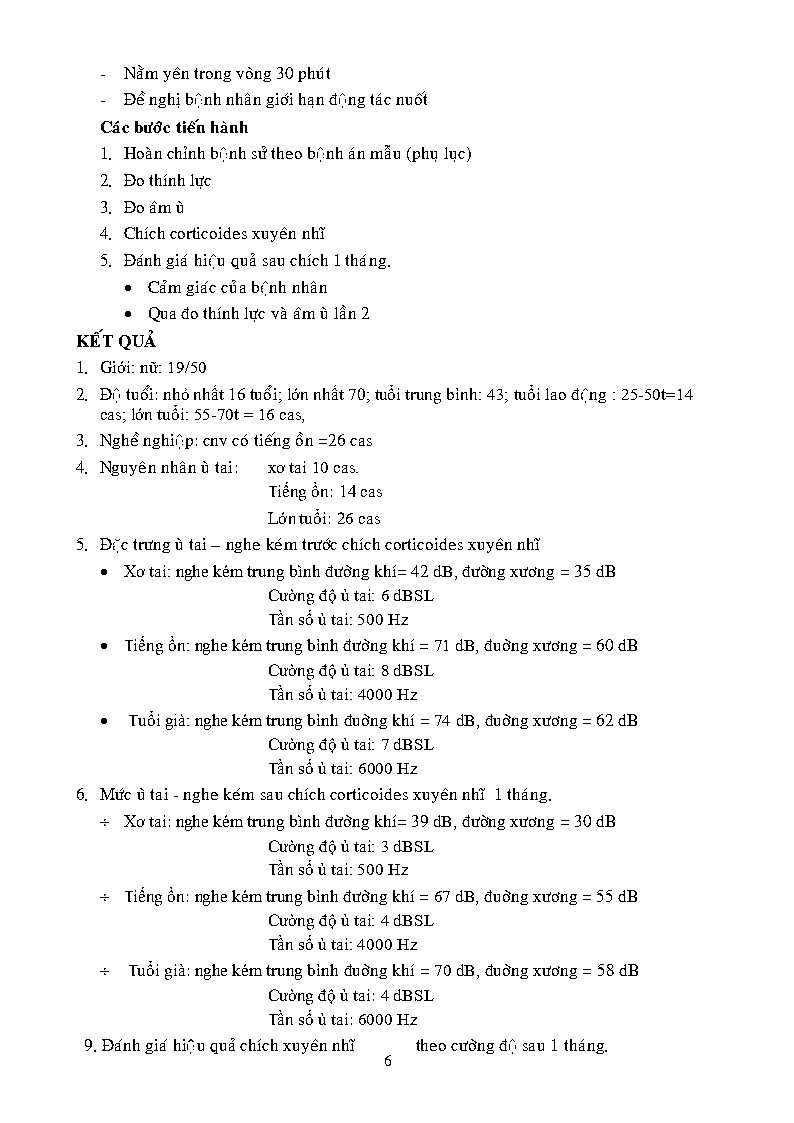 - Nằm yên trong vòng 30 phút
- Đề nghị bệnh nhân giới hạn động tác nuốt
Các bước tiến hành
1. Hoàn chỉnh bệnh sử theo bệnh án mẫu (phụ lục)
2. Đo thính lực
3. Đo âm ù
4. Chích corticoides xuyên nhĩ
5. Đánh giá hiệu quả sau chích 1 tháng.
• Cảm giác của bệnh nhân
• Qua đo thính lực và âm ù lần 2
KẾT QUẢ
1. Giới: nữ: 19/50
2. Độ tuổi: nhỏ nhất 16 tuổi; lớn nhất 70; tuổi trung bình: 43; tuổi lao động : 25-50t=14
cas; lớn tuổi: 55-70t = 16 cas,
3. Nghề nghiệp: cnv có tiếng ồn =26 cas
4. Nguyên nhân ù tai: xơ tai 10 cas.
Tiếng ồn: 14 cas
Lớn tuổi: 26 cas
5. Đặc trưng ù tai – nghe kém trước chích corticoides xuyên nhĩ
• Xơ tai: nghe kém trung bình đường khí= 42 dB, đường xương = 35 dB
Cường độ ù tai: 6 dBSL
Tần số ù tai: 500 Hz
• Tiếng ồn: nghe kém trung bình đường khí = 71 dB, đuờng xương = 60 dB
Cường độ ù tai: 8 dBSL
Tần số ù tai: 4000 Hz
• Tuổi già: nghe kém trung bình đuờng khí = 74 dB, đuờng xương = 62 dB
Cường độ ù tai: 7 dBSL
Tần số ù tai: 6000 Hz
6. Mức ù tai - nghe kém sau chích corticoides xuyên nhĩ 1 tháng.
÷ Xơ tai: nghe kém trung bình đường khí= 39 dB, đường xương = 30 dB
Cường độ ù tai: 3 dBSL
Tần số ù tai: 500 Hz
÷ Tiếng ồn: nghe kém trung bình đường khí = 67 dB, đuờng xương = 55 dB
Cường độ ù tai: 4 dBSL
Tần số ù tai: 4000 Hz
÷ Tuổi già: nghe kém trung bình đuờng khí = 70 dB, đuờng xương = 58 dB
Cường độ ù tai: 4 dBSL
Tần số ù tai: 6000 Hz
9. Đánh giá hiệu quả chích xuyên nhĩ theo cường độ sau 1 tháng.
6